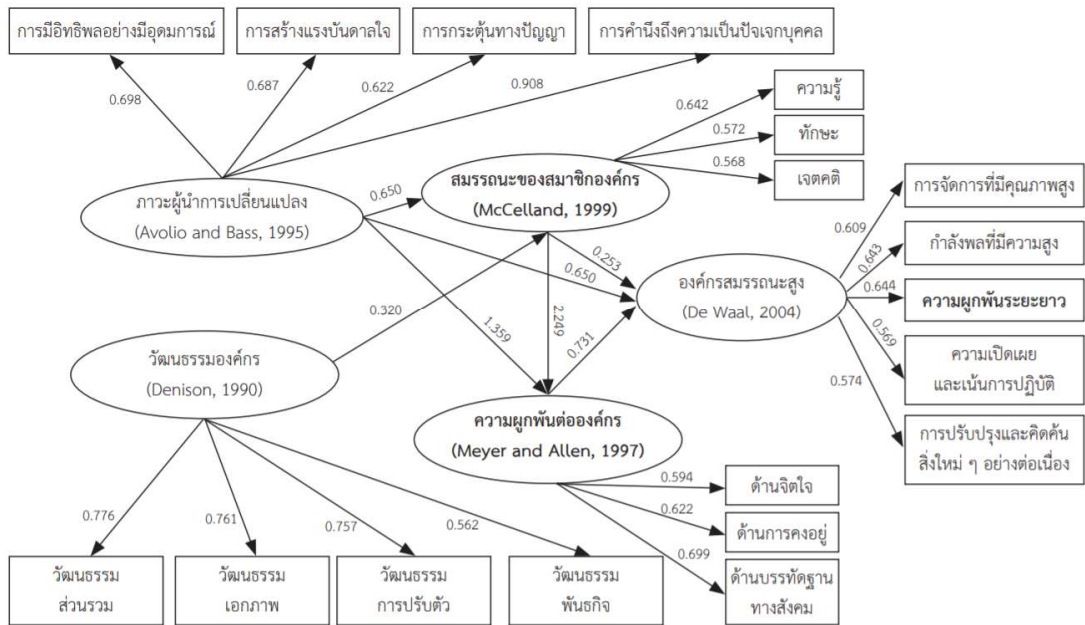 การมีอิทธิพลอย่างมีอุดมการณ์
การสร้างแรงบันดาลใจ
การกระตุ้นทางปัญญา
การคำนึงถึงความเป็นปัจเจกบุคคล
0.698
0.687
0.622
0.908
ความรู้
ทักษะ
เจตคติ
0.642
0.572
0.568
ภาวะผู้นำการเปลี่ยนแปลง
(Avolio and Bass, 1995)
0.650
สมรรถนะของสมาชิกองค์กร
(McCelland, 1999)
0.253
0.650
0.320
1.359
2.249
0.731
องค์กรสมรรถนะสูง
(De Waal, 2004)
0.609
0.643
0.644
0.569
0.574
การจัดการที่มีคุณภาพสูง
กำลังพลที่มีความสูง
ความผูกพันระยะยาว
ความเปิดเผย
และเน้นการปฏิบัติ
การปรับปรุงและคิดค้น
สิ่งใหม่ ๆ อย่างต่อเนื่อง
วัฒนธรรมองค์กร
(Denison, 1990)
ความผูกพันต่อองค์กร
(Meyer and Allen, 1997)
0.594
0.622
0.699
ด้านจิตใจ
ด้านการคงอยู่
ด้านบรรทัดฐาน
ทางสังคม
0.776
0.761
0.757
0.562
วัฒนธรรม
ส่วนรวม
วัฒนธรรม
เอกภาพ
วัฒนธรรม
การปรับตัว
วัฒนธรรม
พันธกิจ